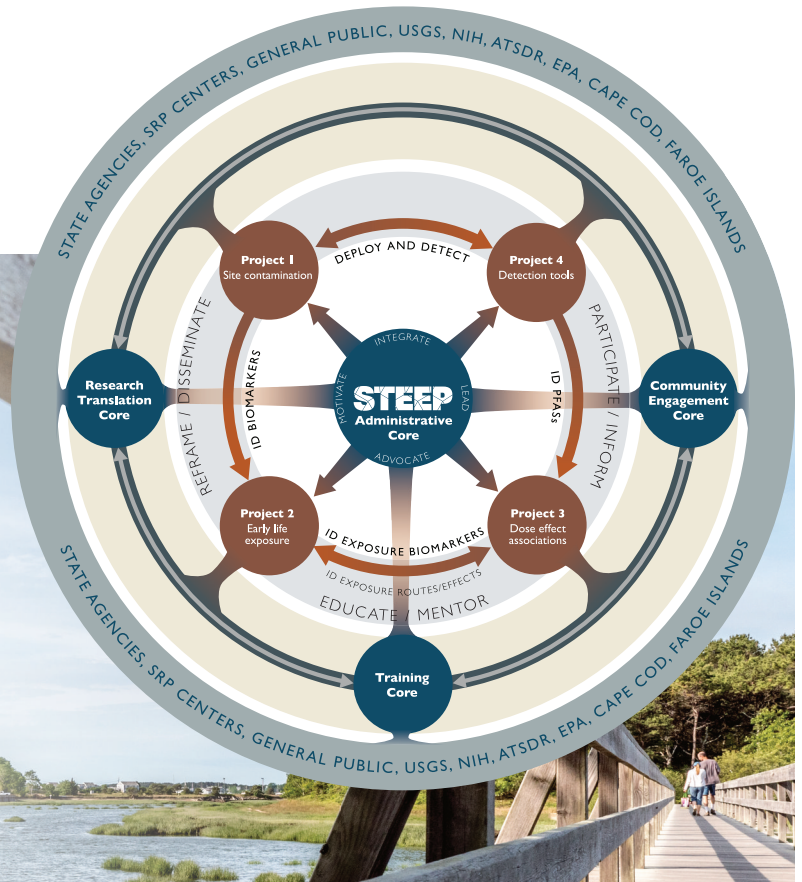 STATE AGENCIES, SRP CENTERS, GENERAL PUBLIC, USGS, NIH, ATSDR, EPA, CAPE COD, FAROE ISLANDS
Project 1
Site contamination
DEPLOY AND DETECT
Project 4
Detection tools
REFRAME / DISSEMINATE
ID BIOMARKERS
INTEGRATE
MOTIVATE
STEEP
LEAD
Administrative
Core
ADVOCATE
ID PFASs
PARTICIPATE / INFORM
Research
Translation
Core
Community
Engagement
Core
Project 2
Early life
exposure
ID EXPOSURE BIOMARKERS
Project 3
Dose effect
associations
ID EXPOSURE ROUTES/EFFECTS
EDUCATE / MENTOR
Training
Core
STATE AGENCIES, SRP CENTERS, GENERAL PUBLIC, USGS, NIH, ATSDR, EPA, CAPE COD, FAROE ISLANDS